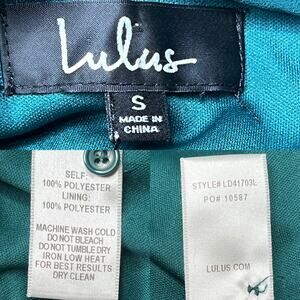 Lulus
S
MADE IN
CHINA
SELF:
100% POLYESTER
LINING:
100% POLYESTER
MACHINE WASH COLD
DO NOT BLEACH
DO NOT TUMBLE DRY
IRON LOW HEAT
FOR BEST RESULTS
DRY CLEAN
STYLE# LD41703L
PO# 10587
LULUS.COM